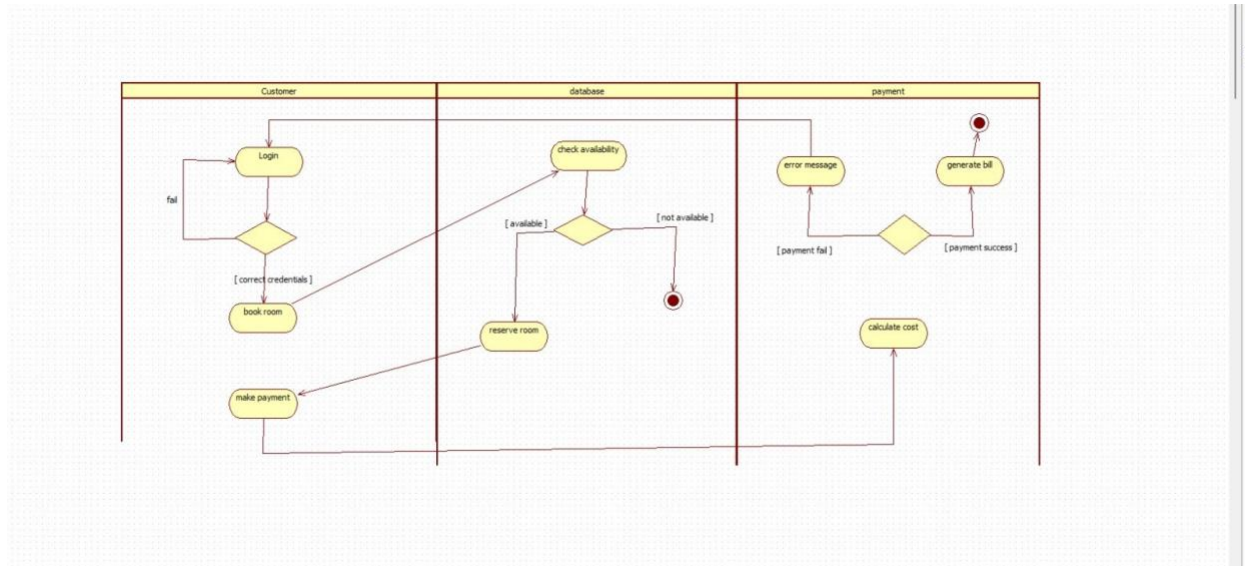 Customer
database
payment
Login
check availability
error message
generate bill
fail
[ available ]
[ not available ]
[ payment fail ]
[ payment success ]
[ correct credentials ]
book room
reserve room
calculate cost
make payment